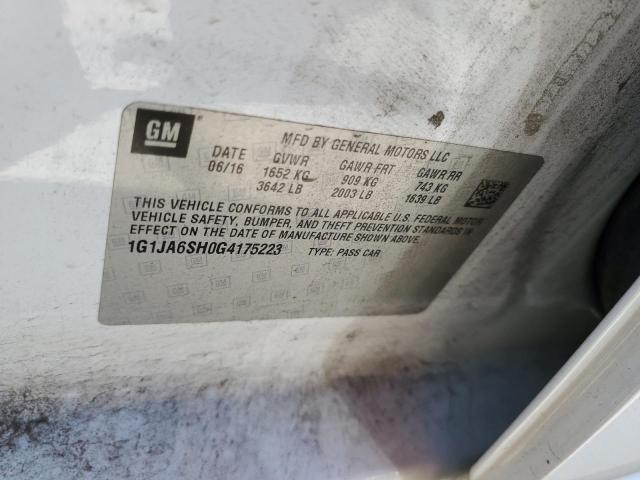 GM
MFD BY GENERAL MOTORS LLC
DATE GVWR GAWR FRT GAWR RR
06/16 1652 KG 909 KG 743 KG
3642 LB 2003 LB 1639 LB
THIS VEHICLE CONFORMS TO ALL APPLICABLE U.S. FEDERAL MOTOR
VEHICLE SAFETY, BUMPER, AND THEFT PREVENTION STANDARDS IN
EFFECT ON THE DATE OF MANUFACTURE SHOWN ABOVE.
1G1JA6SH0G4175223 TYPE: PASS CAR